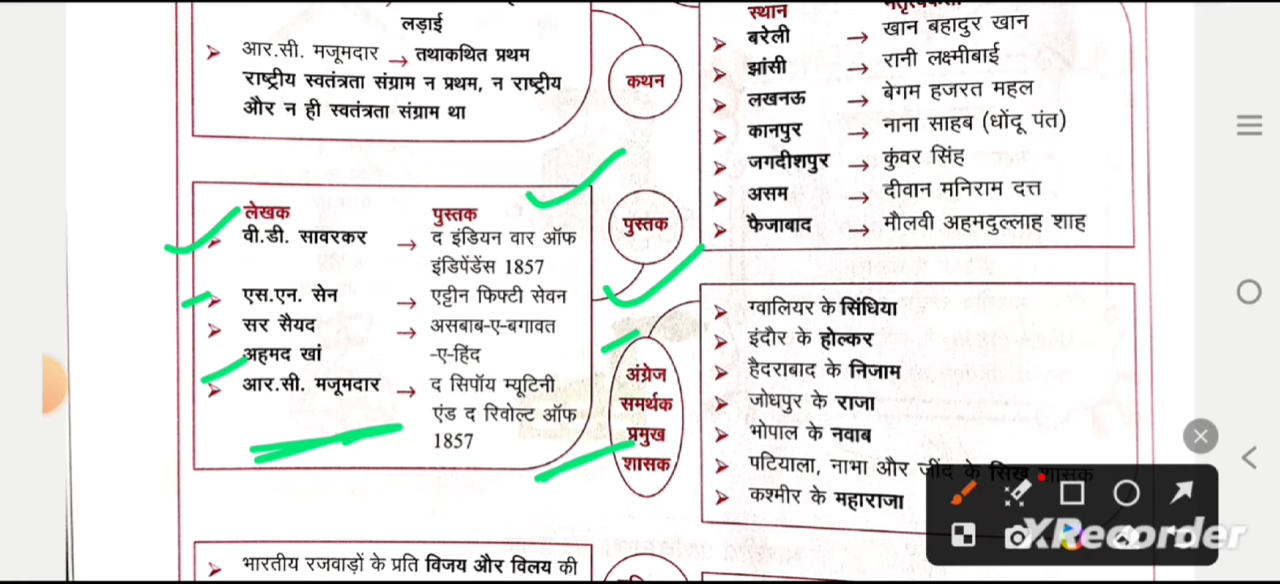 लड़ाई
➢ आर.सी. मजूमदार → तथाकथित प्रथम
राष्ट्रीय स्वतंत्रता संग्राम न प्रथम, न राष्ट्रीय
और न ही स्वतंत्रता संग्राम था
कथन
लेखक पुस्तक
➢ वी.डी. सावरकर → द इंडियन वार ऑफ
इंडिपेंडेंस 1857
➢ एस.एन. सेन → एट्टीन फिफ्टी सेवन
➢ सर सैयद → असबाब-ए-बगावत
अहमद खां -ए-हिंद
➢ आर.सी. मजूमदार → द सिपॉय म्यूटिनी
एंड द रिवोल्ट ऑफ
1857
पुस्तक
स्थान
➢ बरेली → खान बहादुर खान
➢ झांसी → रानी लक्ष्मीबाई
➢ लखनऊ → बेगम हजरत महल
➢ कानपुर → नाना साहब (धोंदू पंत)
➢ जगदीशपुर → कुंवर सिंह
➢ असम → दीवान मनिराम दत्त
➢ फैजाबाद → मौलवी अहमदुल्लाह शाह
अंग्रेज
समर्थक
प्रमुख
शासक
➢ ग्वालियर के सिंधिया
➢ इंदौर के होल्कर
➢ हैदराबाद के निजाम
➢ जोधपुर के राजा
➢ भोपाल के नवाब
➢ पटियाला, नाभा और जींद के सिख शासक
➢ कश्मीर के महाराजा
➢ भारतीय रजवाड़ों के प्रति विजय और विलय की
XRecorder